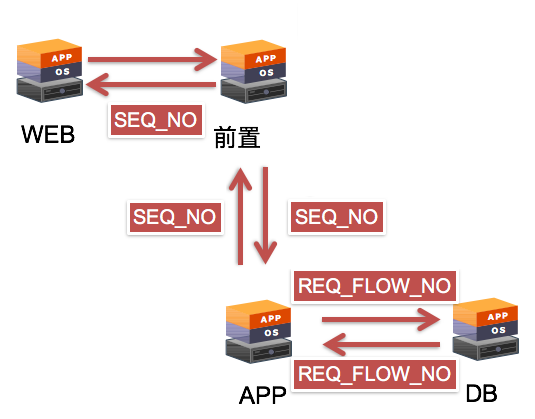 APP
OS
APP
OS
SEQ_NO
WEB
前置
SEQ_NO
SEQ_NO
REQ_FLOW_NO
APP
OS
APP
OS
REQ_FLOW_NO
APP
DB